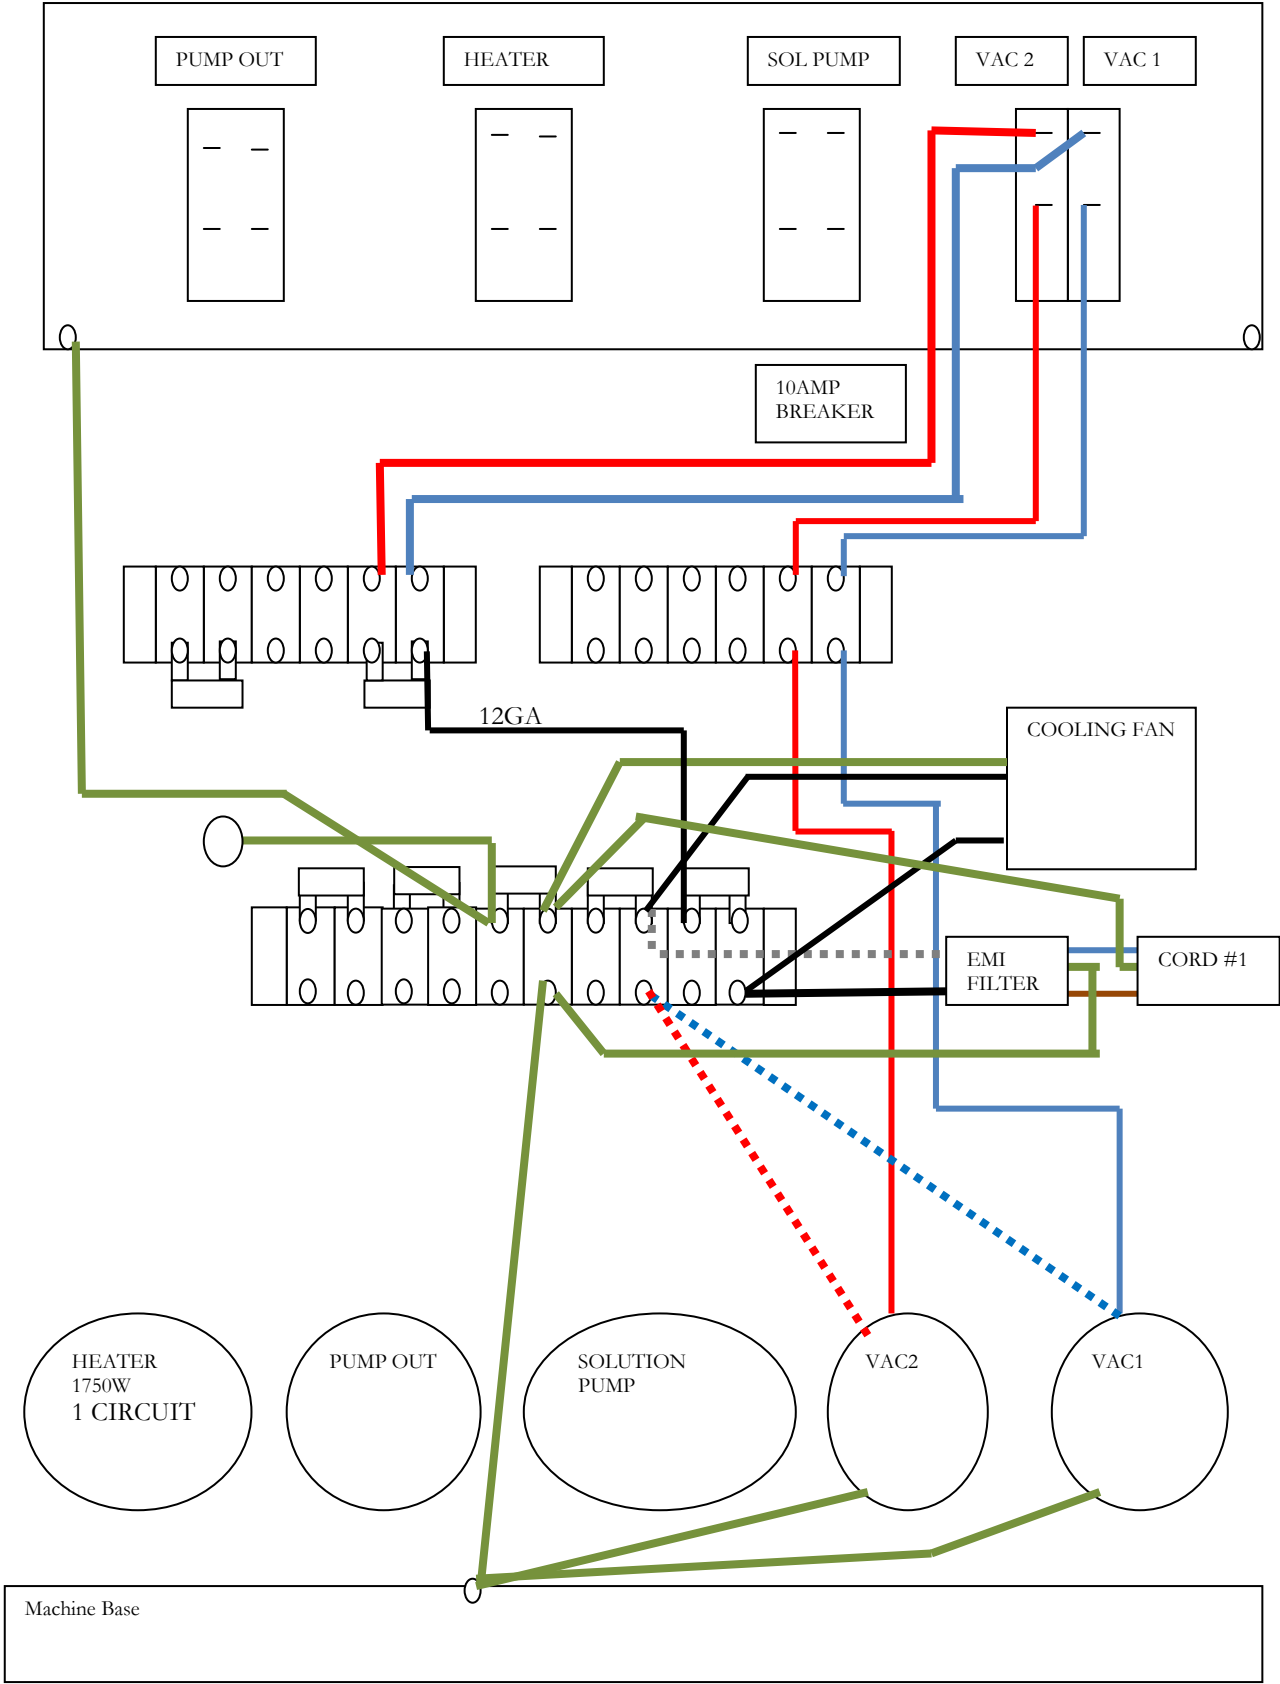 PUMP OUT
HEATER
SOL PUMP
VAC 2
VAC 1
10AMP
BREAKER
12GA
COOLING FAN
EMI
FILTER
CORD #1
HEATER
1750W
1 CIRCUIT
PUMP OUT
SOLUTION
PUMP
VAC2
VAC1
Machine Base